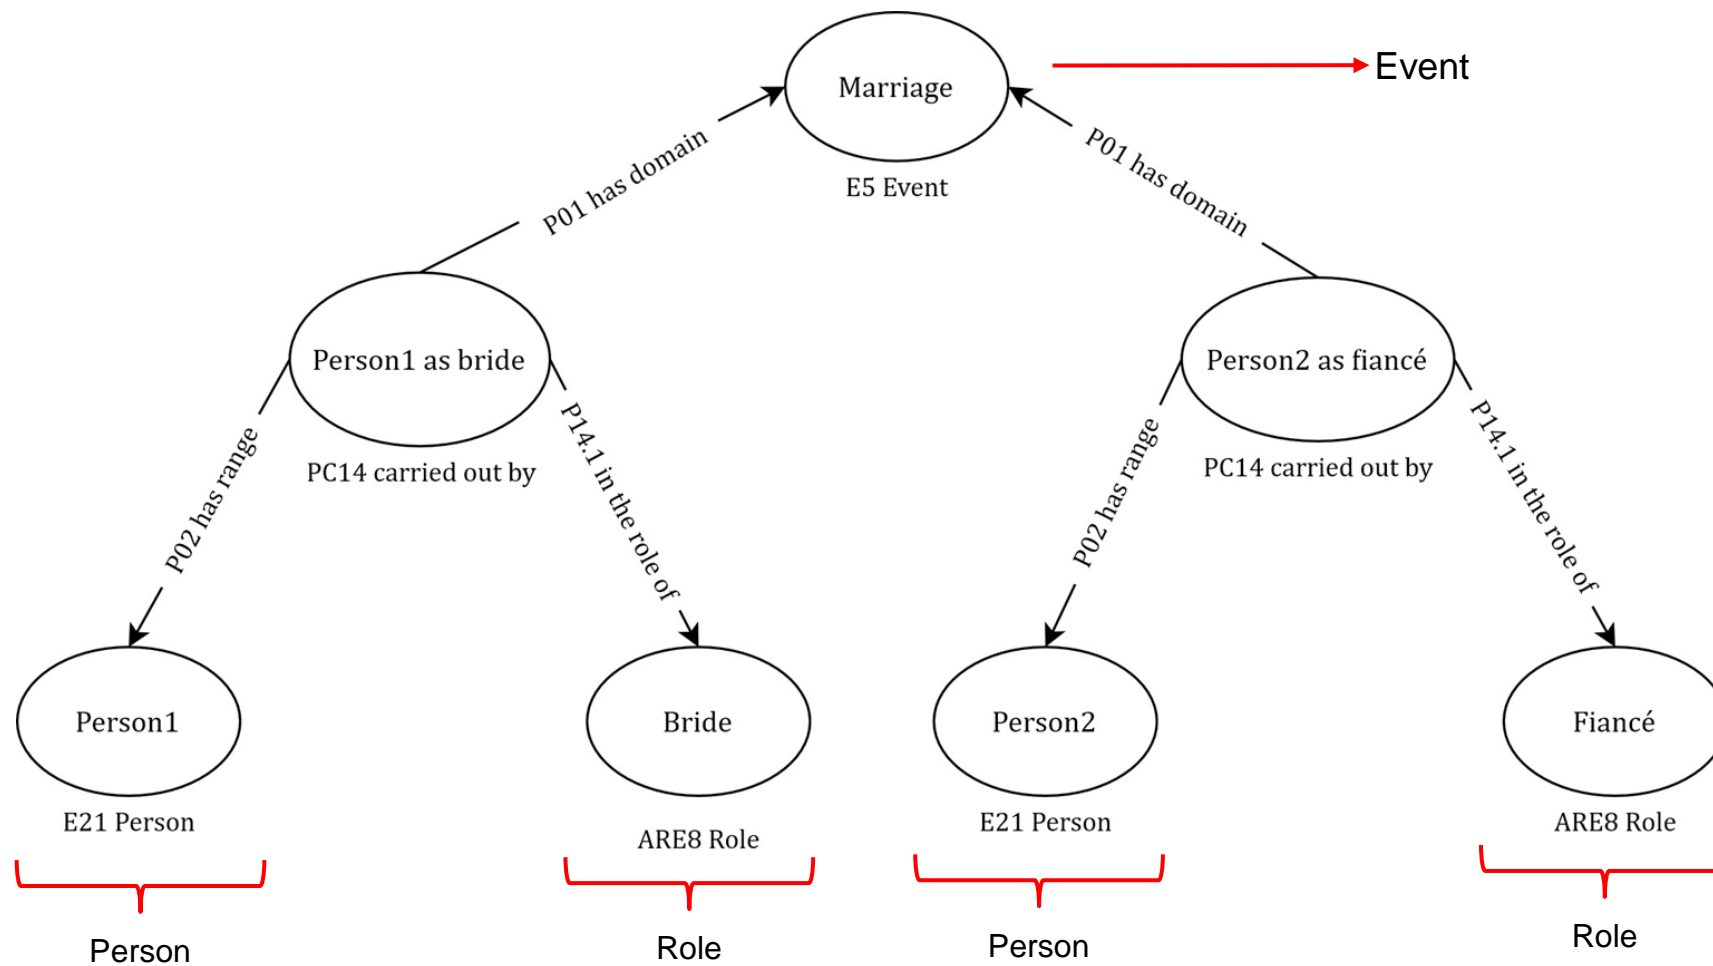 Marriage
Event
E5 Event
P01 has domain
P01 has domain
Person1 as bride
Person2 as fiancé
PC14 carried out by
PC14 carried out by
P02 has range
P14.1 in the role of
P02 has range
P14.1 in the role of
Person1
Bride
Person2
Fiancé
E21 Person
ARE8 Role
E21 Person
ARE8 Role
Person
Role
Person
Role